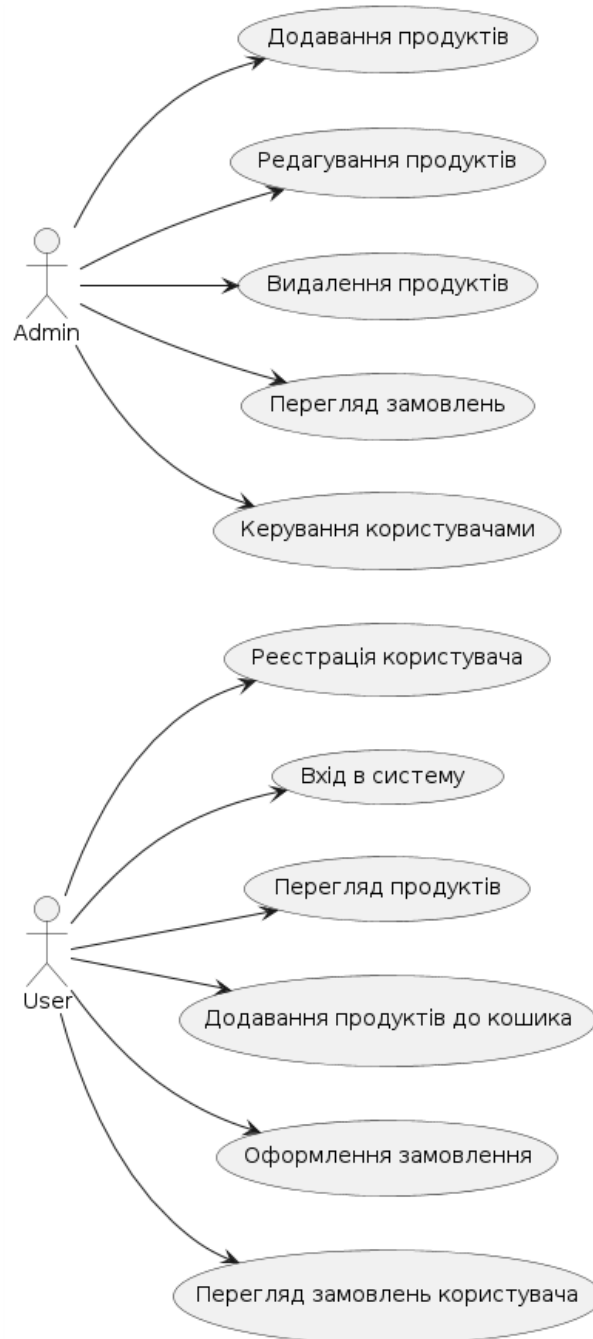 Додавання продуктів
Редагування продуктів
Видалення продуктів
Admin
Перегляд замовлень
Керування користувачами
Реєстрація користувача
Вхід в систему
Перегляд продуктів
User
Додавання продуктів до кошика
Оформлення замовлення
Перегляд замовлень користувача